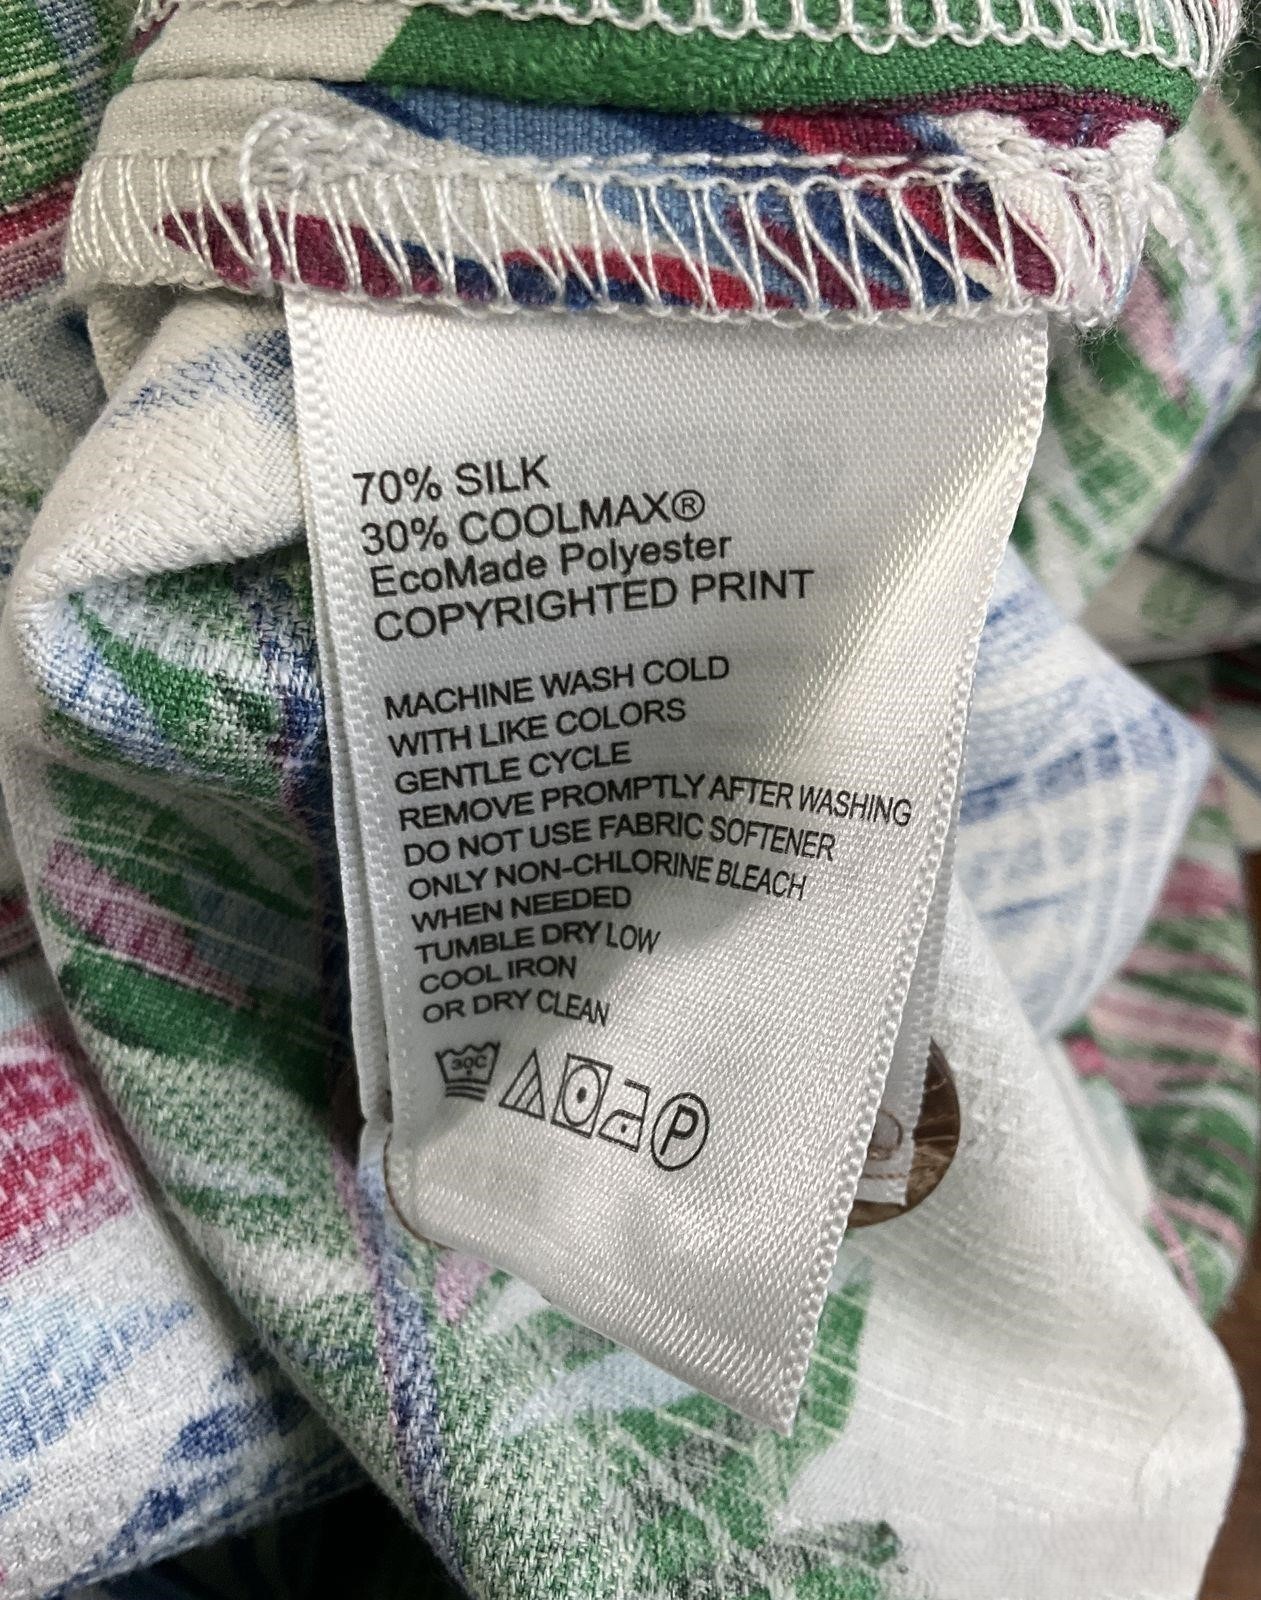 70% SILK
30% COOLMAX®
EcoMade Polyester
COPYRIGHTED PRINT
MACHINE WASH COLD
WITH LIKE COLORS
GENTLE CYCLE
REMOVE PROMPTLY AFTER WASHING
DO NOT USE FABRIC SOFTENER
ONLY NON-CHLORINE BLEACH
WHEN NEEDED
TUMBLE DRY LOW
COOL IRON
OR DRY CLEAN
30C P